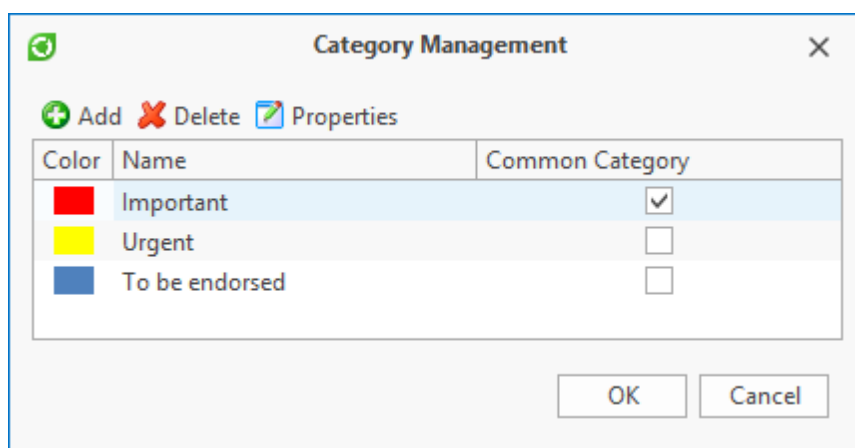 Category Management
Add Delete Properties
Color Name Common Category
Important
Urgent
To be endorsed
OK Cancel